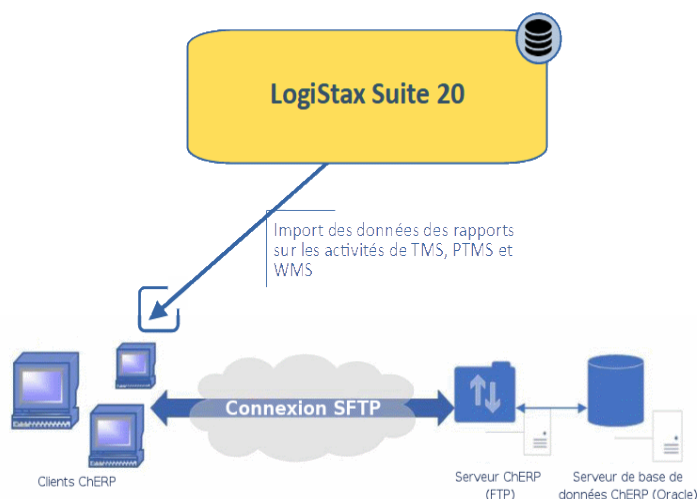 LogiStax Suite 20
Import des données des rapports
sur les activités de TMS, PTMS et
WMS
Connexion SFTP
Clients ChERP
Serveur ChERP
(FTP)
Serveur de base de
données ChERP (Oracle)